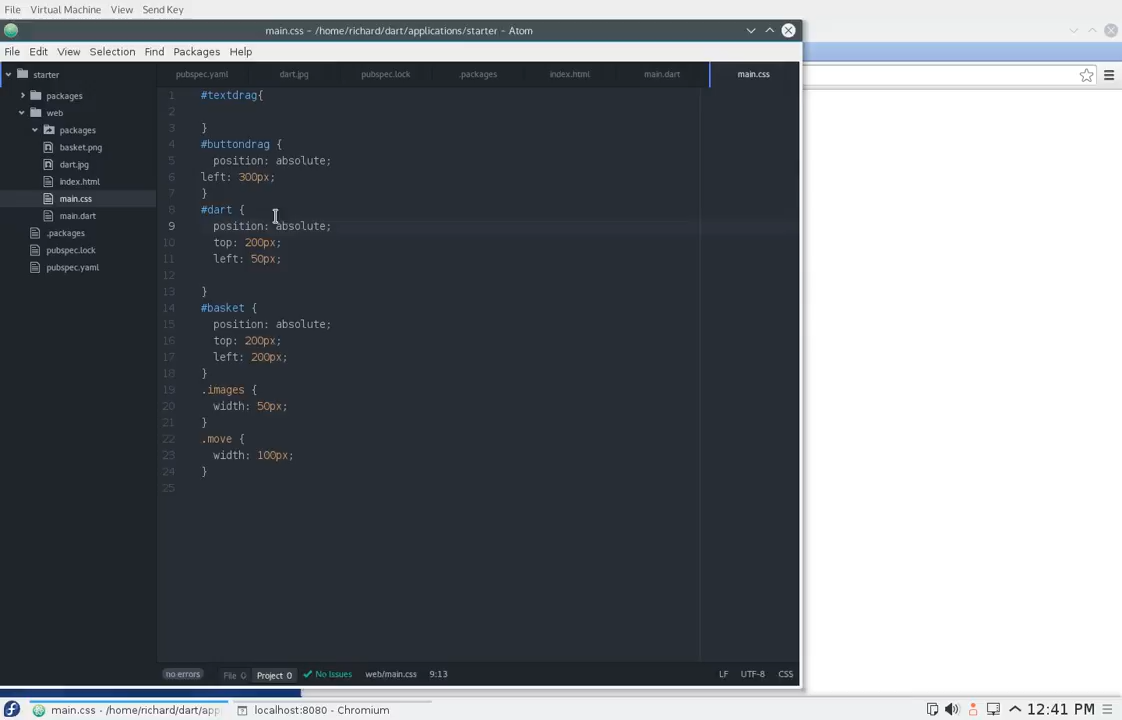 File Virtual Machine View Send Key
main.css - /home/richard/dart/applications/starter - Atom
File Edit View Selection Find Packages Help
starter
packages
web
packages
basket.png
dart.jpg
index.html
main.css
main.dart
.packages
pubspec.lock
pubspec.yaml
pubspec.yaml dart.jpg pubspec.lock .packages index.html main.dart main.css
1 #textdrag{
2
3 }
4 #buttondrag {
5 position: absolute;
6 left: 300px;
7 }
8 #dart {
9 position: absolute;
10 top: 200px;
11 left: 50px;
12
13 }
14 #basket {
15 position: absolute;
16 top: 200px;
17 left: 200px;
18 }
19 .images {
20 width: 50px;
21 }
22 .move {
23 width: 100px;
24 }
25
no errors File 0 Project 0 No Issues web/main.css 9:13 LF UTF-8 CSS
main.css - /home/richard/dart/app localhost:8080 - Chromium 12:41 PM